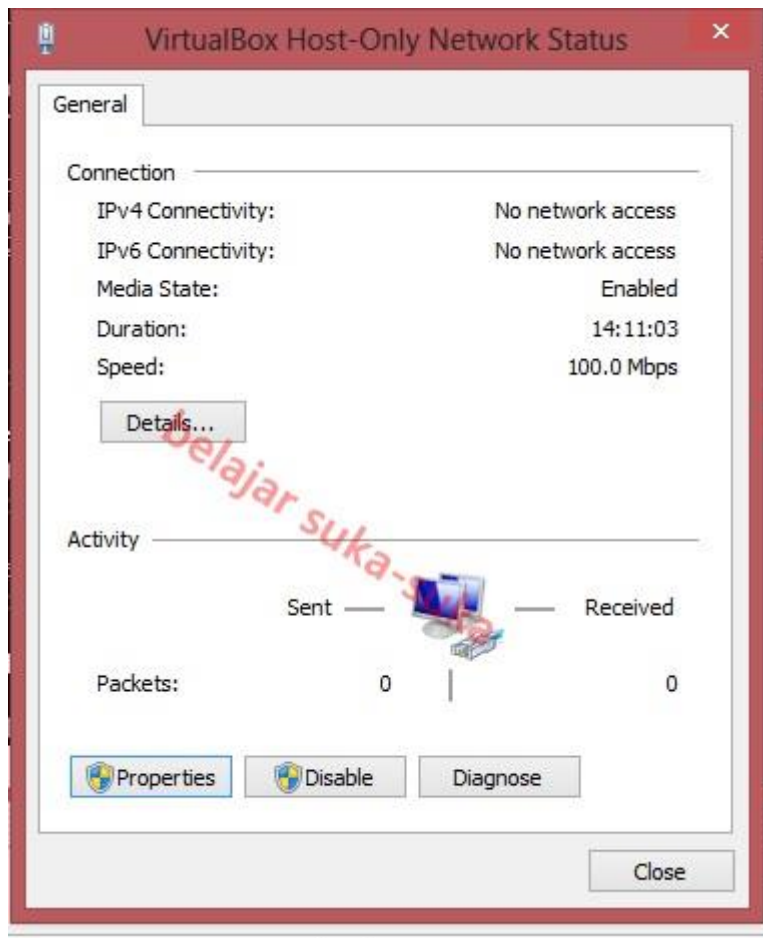 VirtualBox Host-Only Network Status
General
Connection
IPv4 Connectivity: No network access
IPv6 Connectivity: No network access
Media State: Enabled
Duration: 14:11:03
Speed: 100.0 Mbps
Details...
belajar suka-suka
Activity
Sent Received
Packets: 0 0
Properties Disable Diagnose
Close